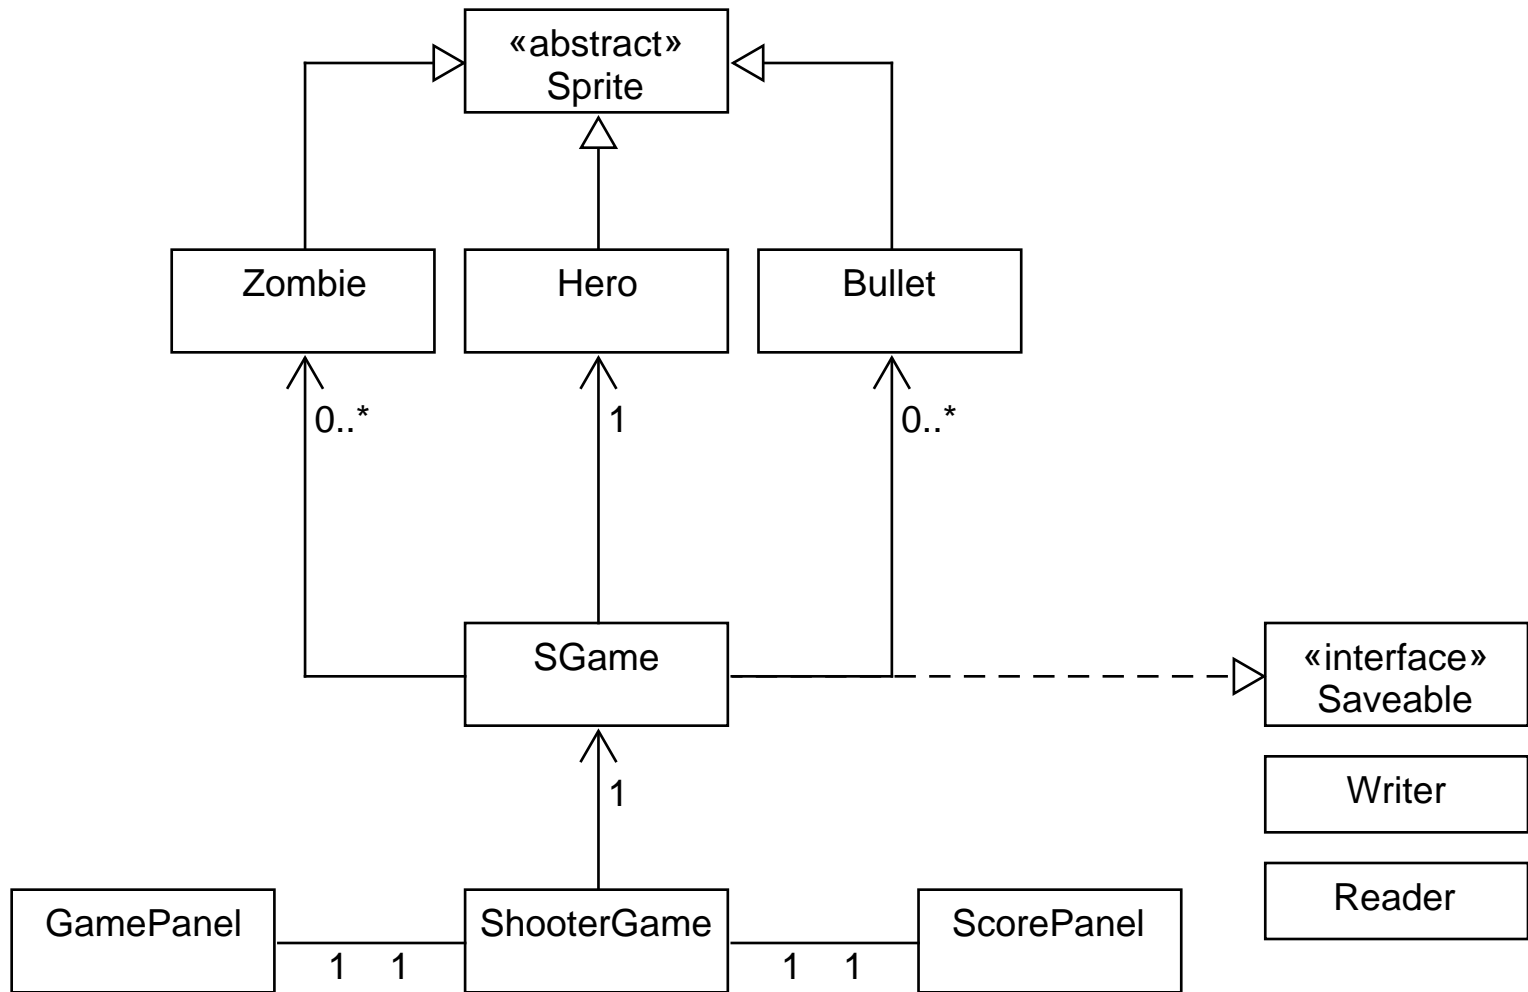 «abstract»
Sprite
Zombie
Hero
Bullet
0..*
1
0..*
SGame
«interface»
Saveable
1
Writer
Reader
GamePanel
ShooterGame
ScorePanel
1 1
1 1